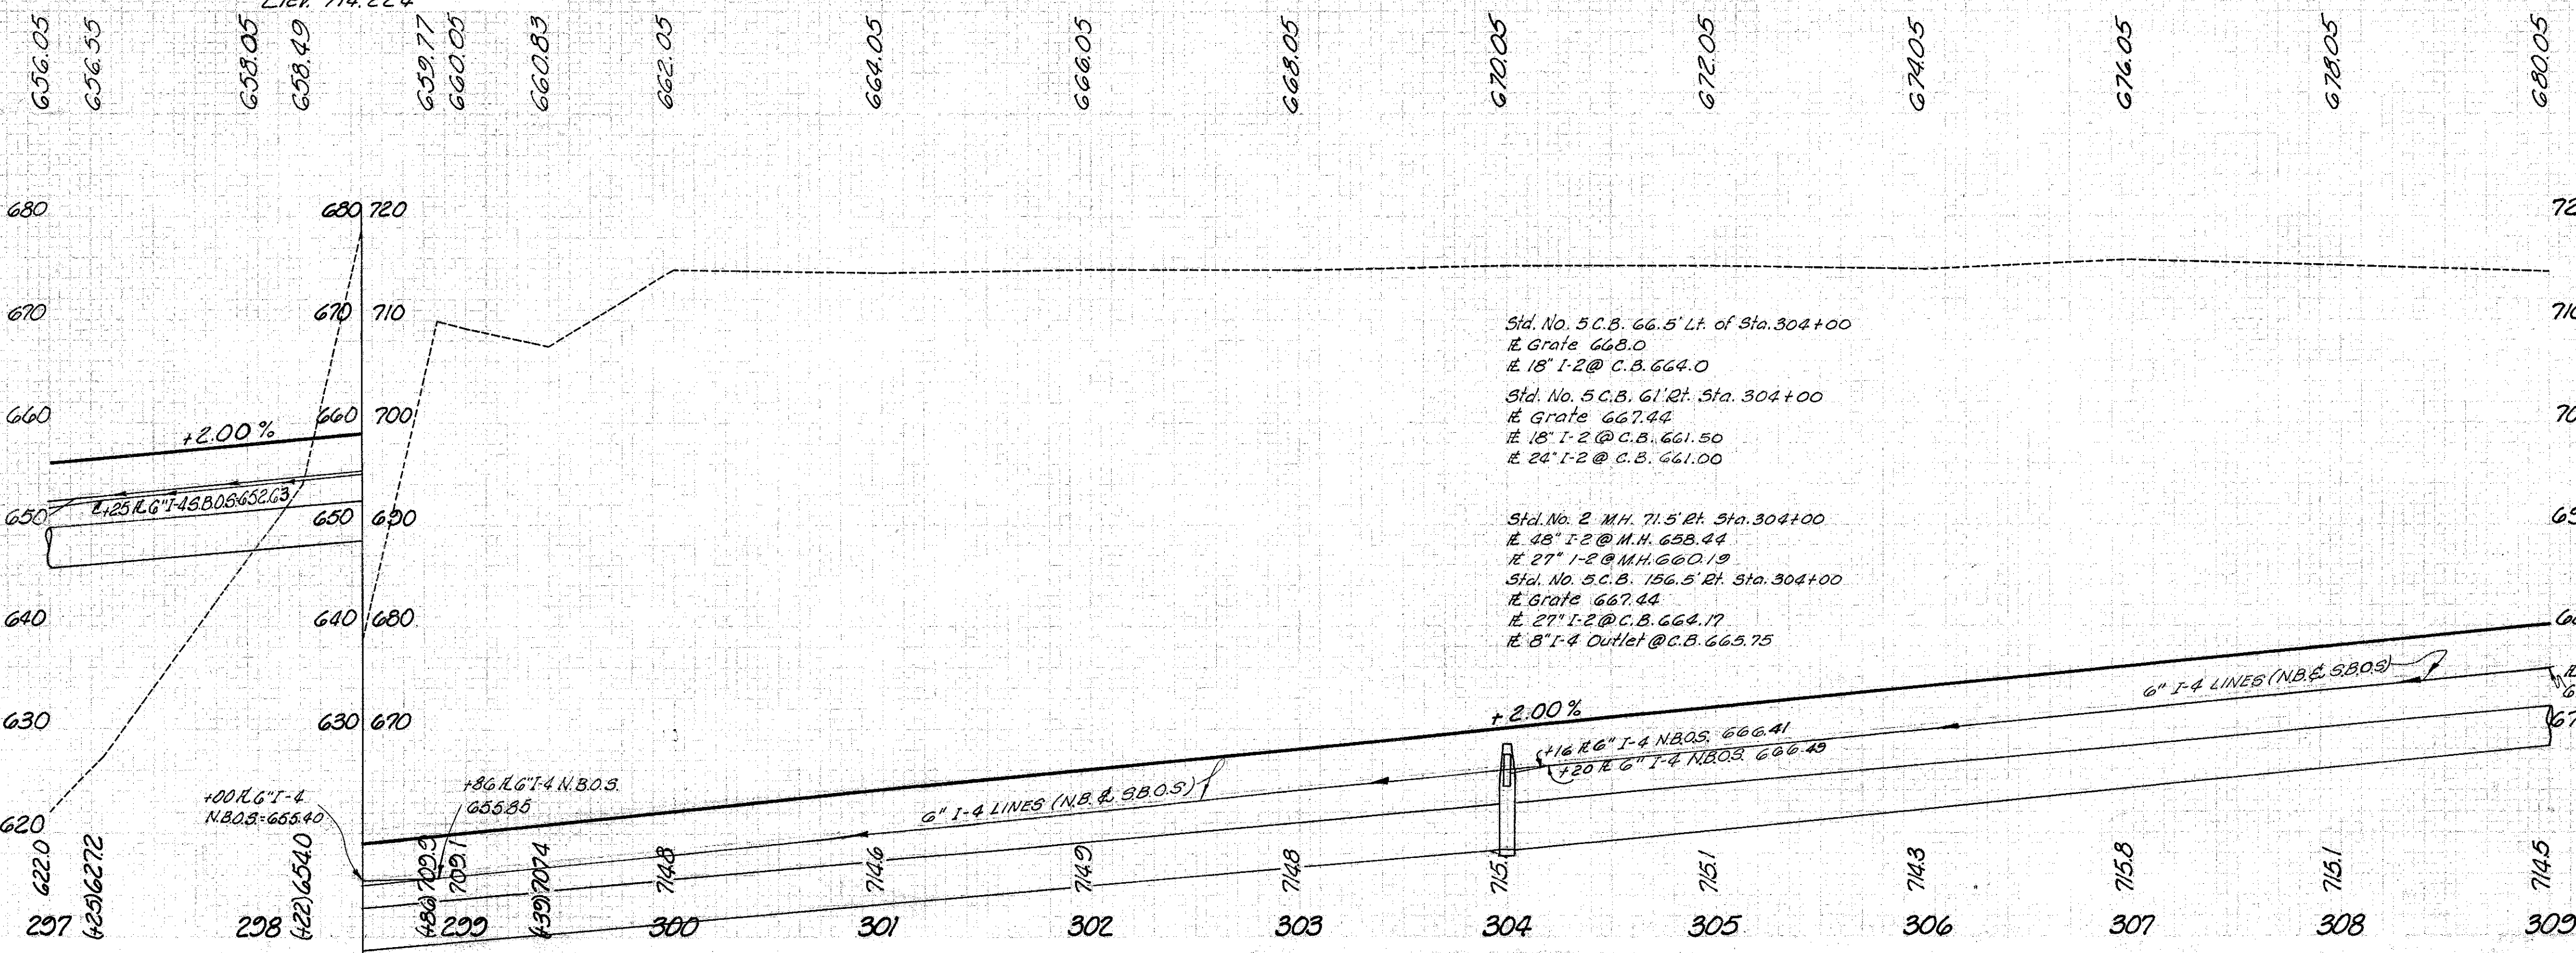 Elev. 714.224
656.05
656.55
658.05
658.49
659.77
660.05
660.83
662.05
664.05
666.05
668.05
670.05
672.05
674.05
676.05
678.05
680.05
680
680 720
670
670 710
710
Std. No. 5 C.B. 66.5' Lt. of Sta. 304+00
℄ Grate 668.0
℄ 18" I-2 @ C.B. 664.0
Std. No. 5 C.B. 61' Rt. Sta. 304+00
℄ Grate 667.44
℄ 18" I-2 @ C.B. 661.50
℄ 24" I-2 @ C.B. 661.00
660
+2.00 %
660 700
+25 ℄ 6" I-4 S.B.O.S. 652.63
650
650 690
Std. No. 2 M.H. 71.5' Rt. Sta. 304+00
℄ 48" I-2 @ M.H. 658.44
℄ 27" I-2 @ M.H. 660.19
Std. No. 5 C.B. 156.5' Rt. Sta. 304+00
℄ Grate 667.44
℄ 27" I-2 @ C.B. 664.17
℄ 8" I-4 Outlet @ C.B. 665.75
640
640 680
6" I-4 LINES (N.B. & S.B.O.S)
630
630 670
+2.00 %
+16 ℄ 6" I-4 N.B.O.S. 666.41
+20 ℄ 6" I-4 N.B.O.S. 666.49
+00 ℄ 6" I-4
N.B.O.S.=655.40
+86 ℄ 6" I-4 N.B.O.S.
655.85
6" I-4 LINES (N.B. & S.B.O.S)
620
622.0
(+25) 627.2
(+22) 654.0
(+86) 709.9
709.1
(+39) 707.4
714.8
714.6
714.9
714.8
715.1
714.3
715.8
715.1
714.5
297
298
299
300
301
302
303
304
305
306
307
308
309